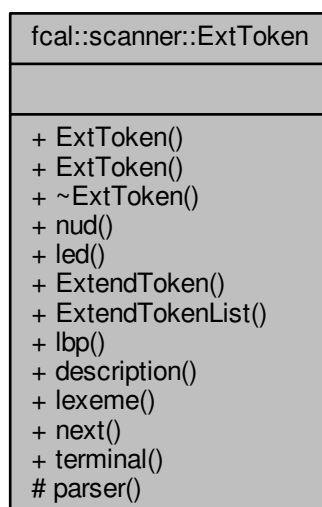 fcal::scanner::ExtToken
+ ExtToken()
+ ExtToken()
+ ~ExtToken()
+ nud()
+ led()
+ ExtendToken()
+ ExtendTokenList()
+ lbp()
+ description()
+ lexeme()
+ next()
+ terminal()
# parser()